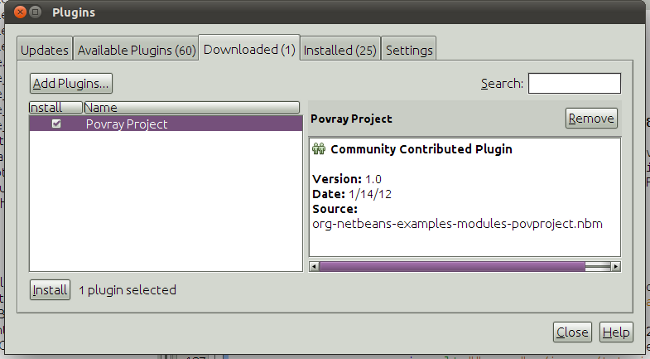 Plugins
Updates Available Plugins (60) Downloaded (1) Installed (25) Settings
Add Plugins... Search:
Install Name
Povray Project
Povray Project Remove
Community Contributed Plugin
Version: 1.0
Date: 1/14/12
Source:
org-netbeans-examples-modules-povproject.nbm
Install 1 plugin selected
Close Help